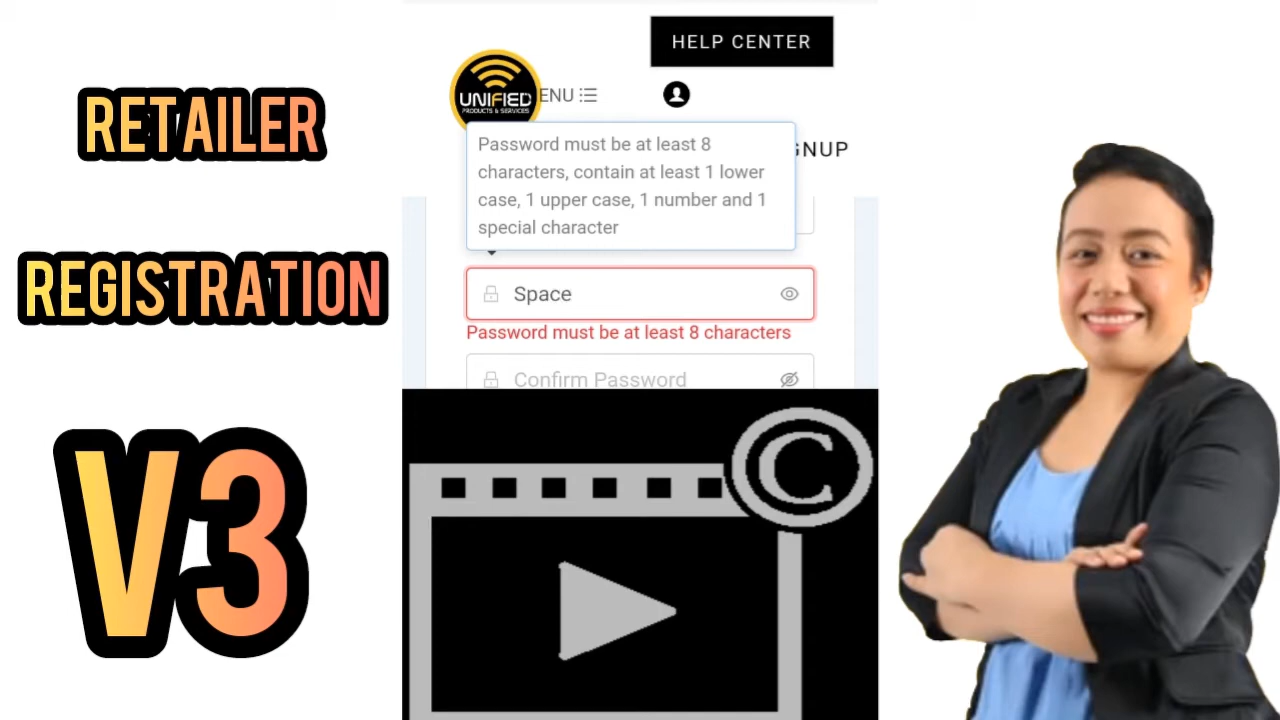 RETAILER
REGISTRATION
V3
HELP CENTER
UNIFIED
PRODUCTS & SERVICES
ENU
GNUP
Password must be at least 8
characters, contain at least 1 lower
case, 1 upper case, 1 number and 1
special character
Space
Password must be at least 8 characters
Confirm Password
©